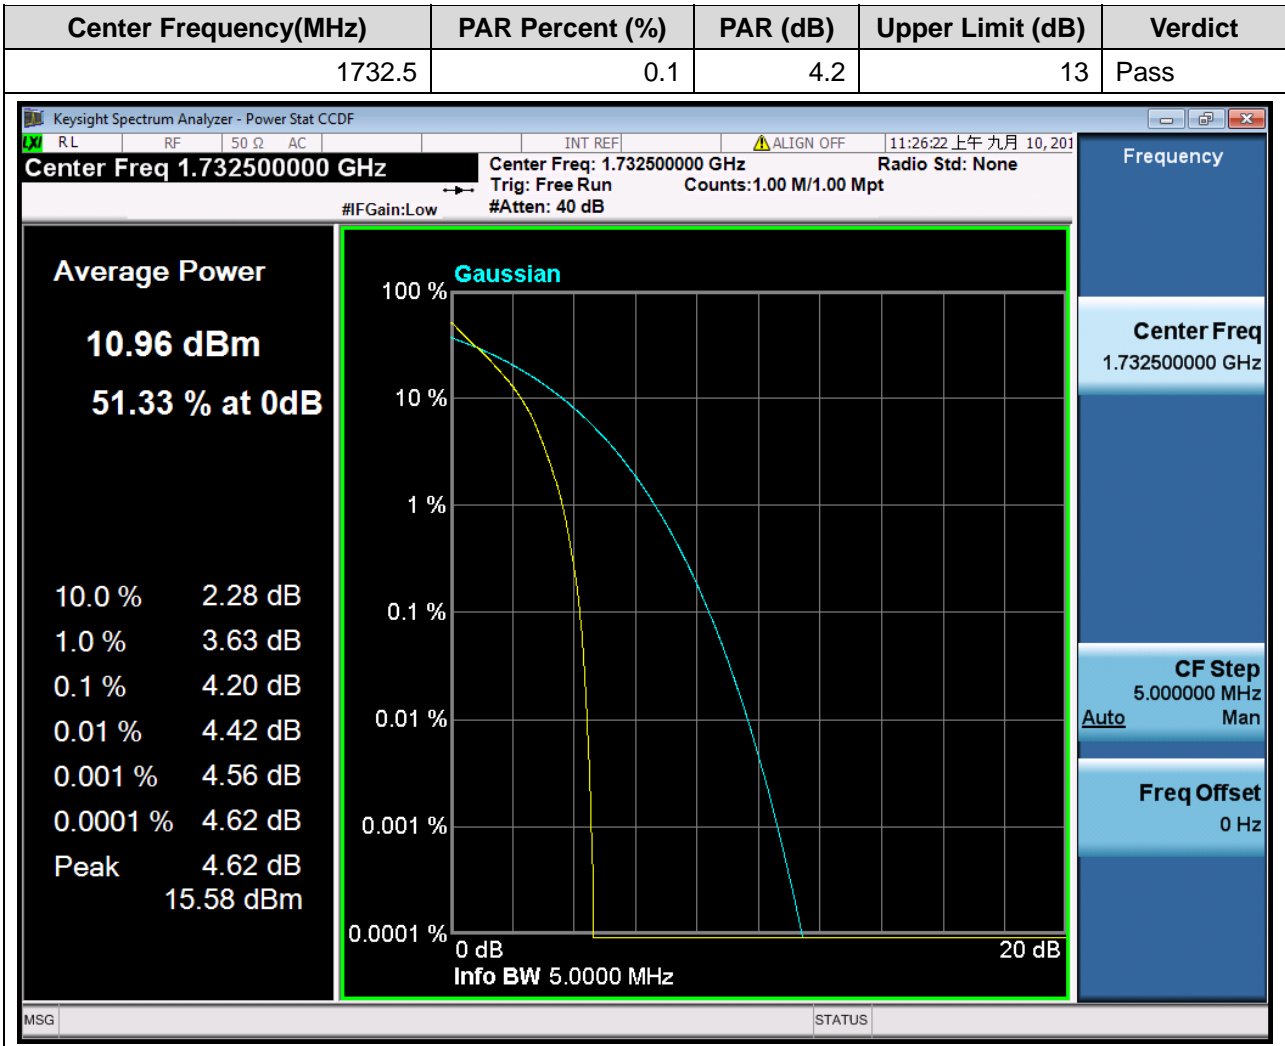 Center Frequency(MHz) PAR Percent (%) PAR (dB) Upper Limit (dB) Verdict
1732.5 0.1 4.2 13 Pass
Keysight Spectrum Analyzer - Power Stat CCDF
LXI RL RF 50 Ω AC INT REF ALIGN OFF 11:26:22 上午 九月 10, 201
Center Freq 1.732500000 GHz
Center Freq: 1.732500000 GHz Radio Std: None
Trig: Free Run Counts:1.00 M/1.00 Mpt
#IFGain:Low #Atten: 40 dB
Average Power
10.96 dBm
51.33 % at 0dB
10.0 % 2.28 dB
1.0 % 3.63 dB
0.1 % 4.20 dB
0.01 % 4.42 dB
0.001 % 4.56 dB
0.0001 % 4.62 dB
Peak 4.62 dB
15.58 dBm
Gaussian
100 %
10 %
1 %
0.1 %
0.01 %
0.001 %
0.0001 %
0 dB 20 dB
Info BW 5.0000 MHz
Frequency
Center Freq
1.732500000 GHz
CF Step
5.000000 MHz
Auto Man
Freq Offset
0 Hz
MSG STATUS